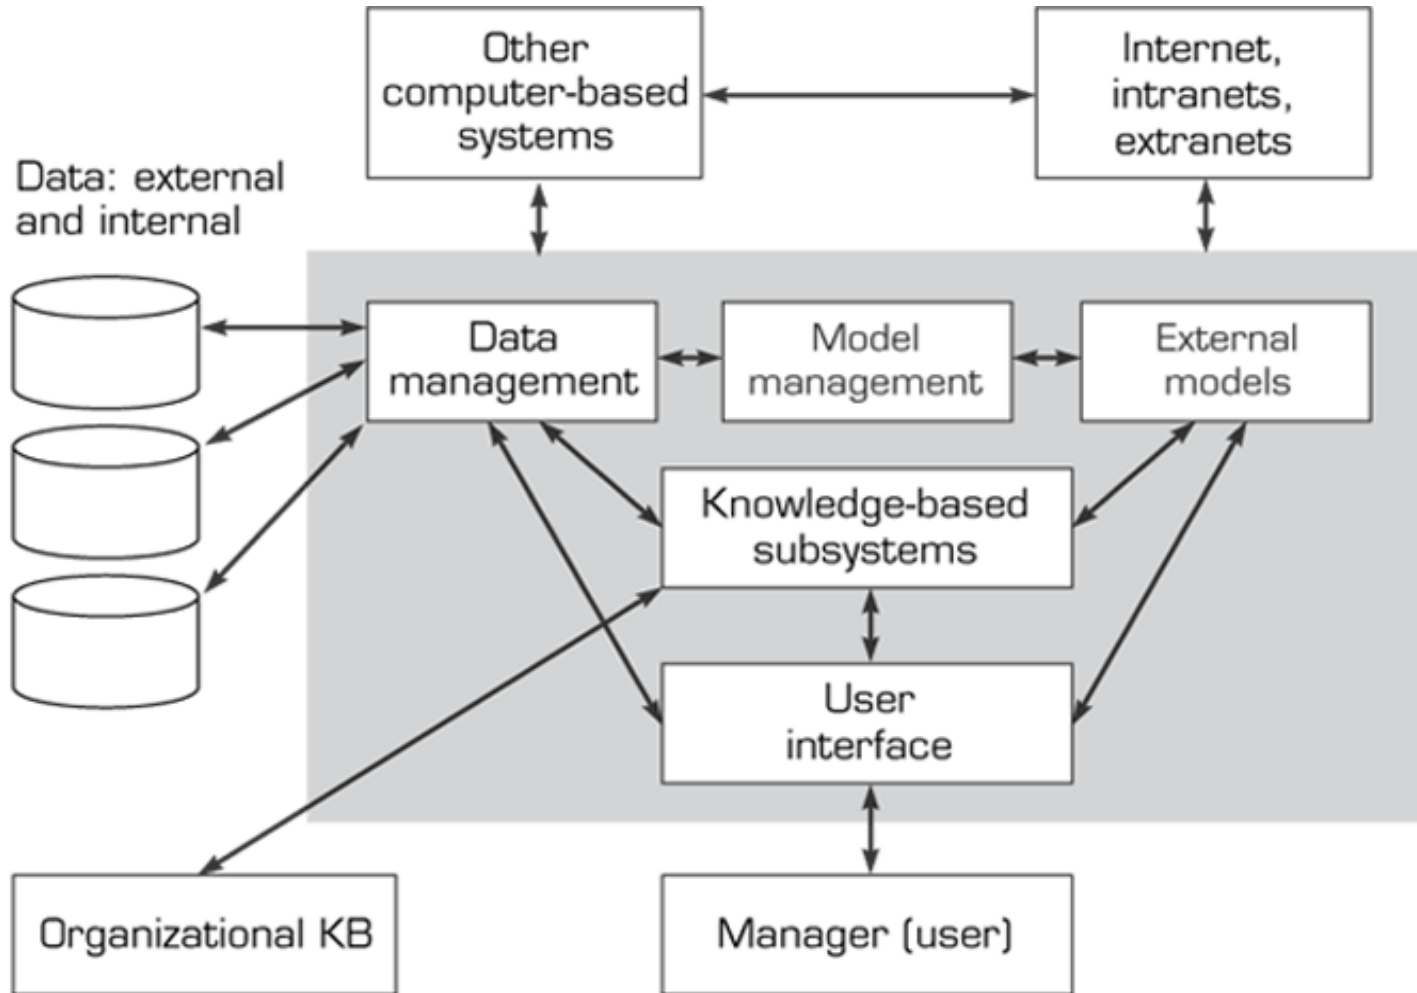 Other
computer-based
systems
Internet,
intranets,
extranets
Data: external
and internal
Data
management
Model
management
External
models
Knowledge-based
subsystems
User
interface
Organizational KB
Manager (user)